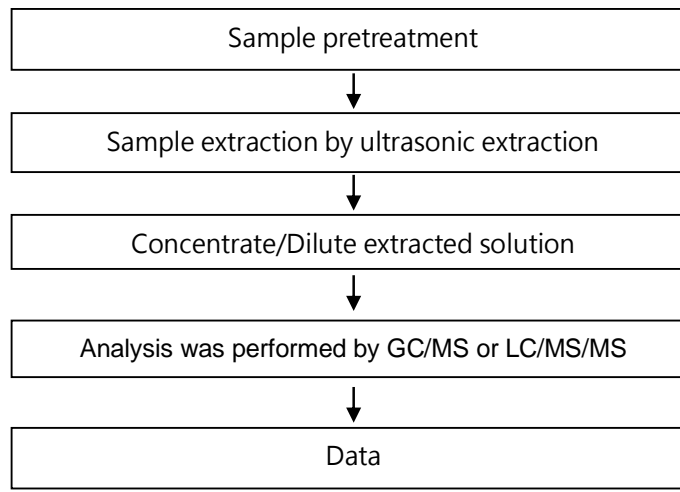 Sample pretreatment
Sample extraction by ultrasonic extraction
Concentrate/Dilute extracted solution
Analysis was performed by GC/MS or LC/MS/MS
Data